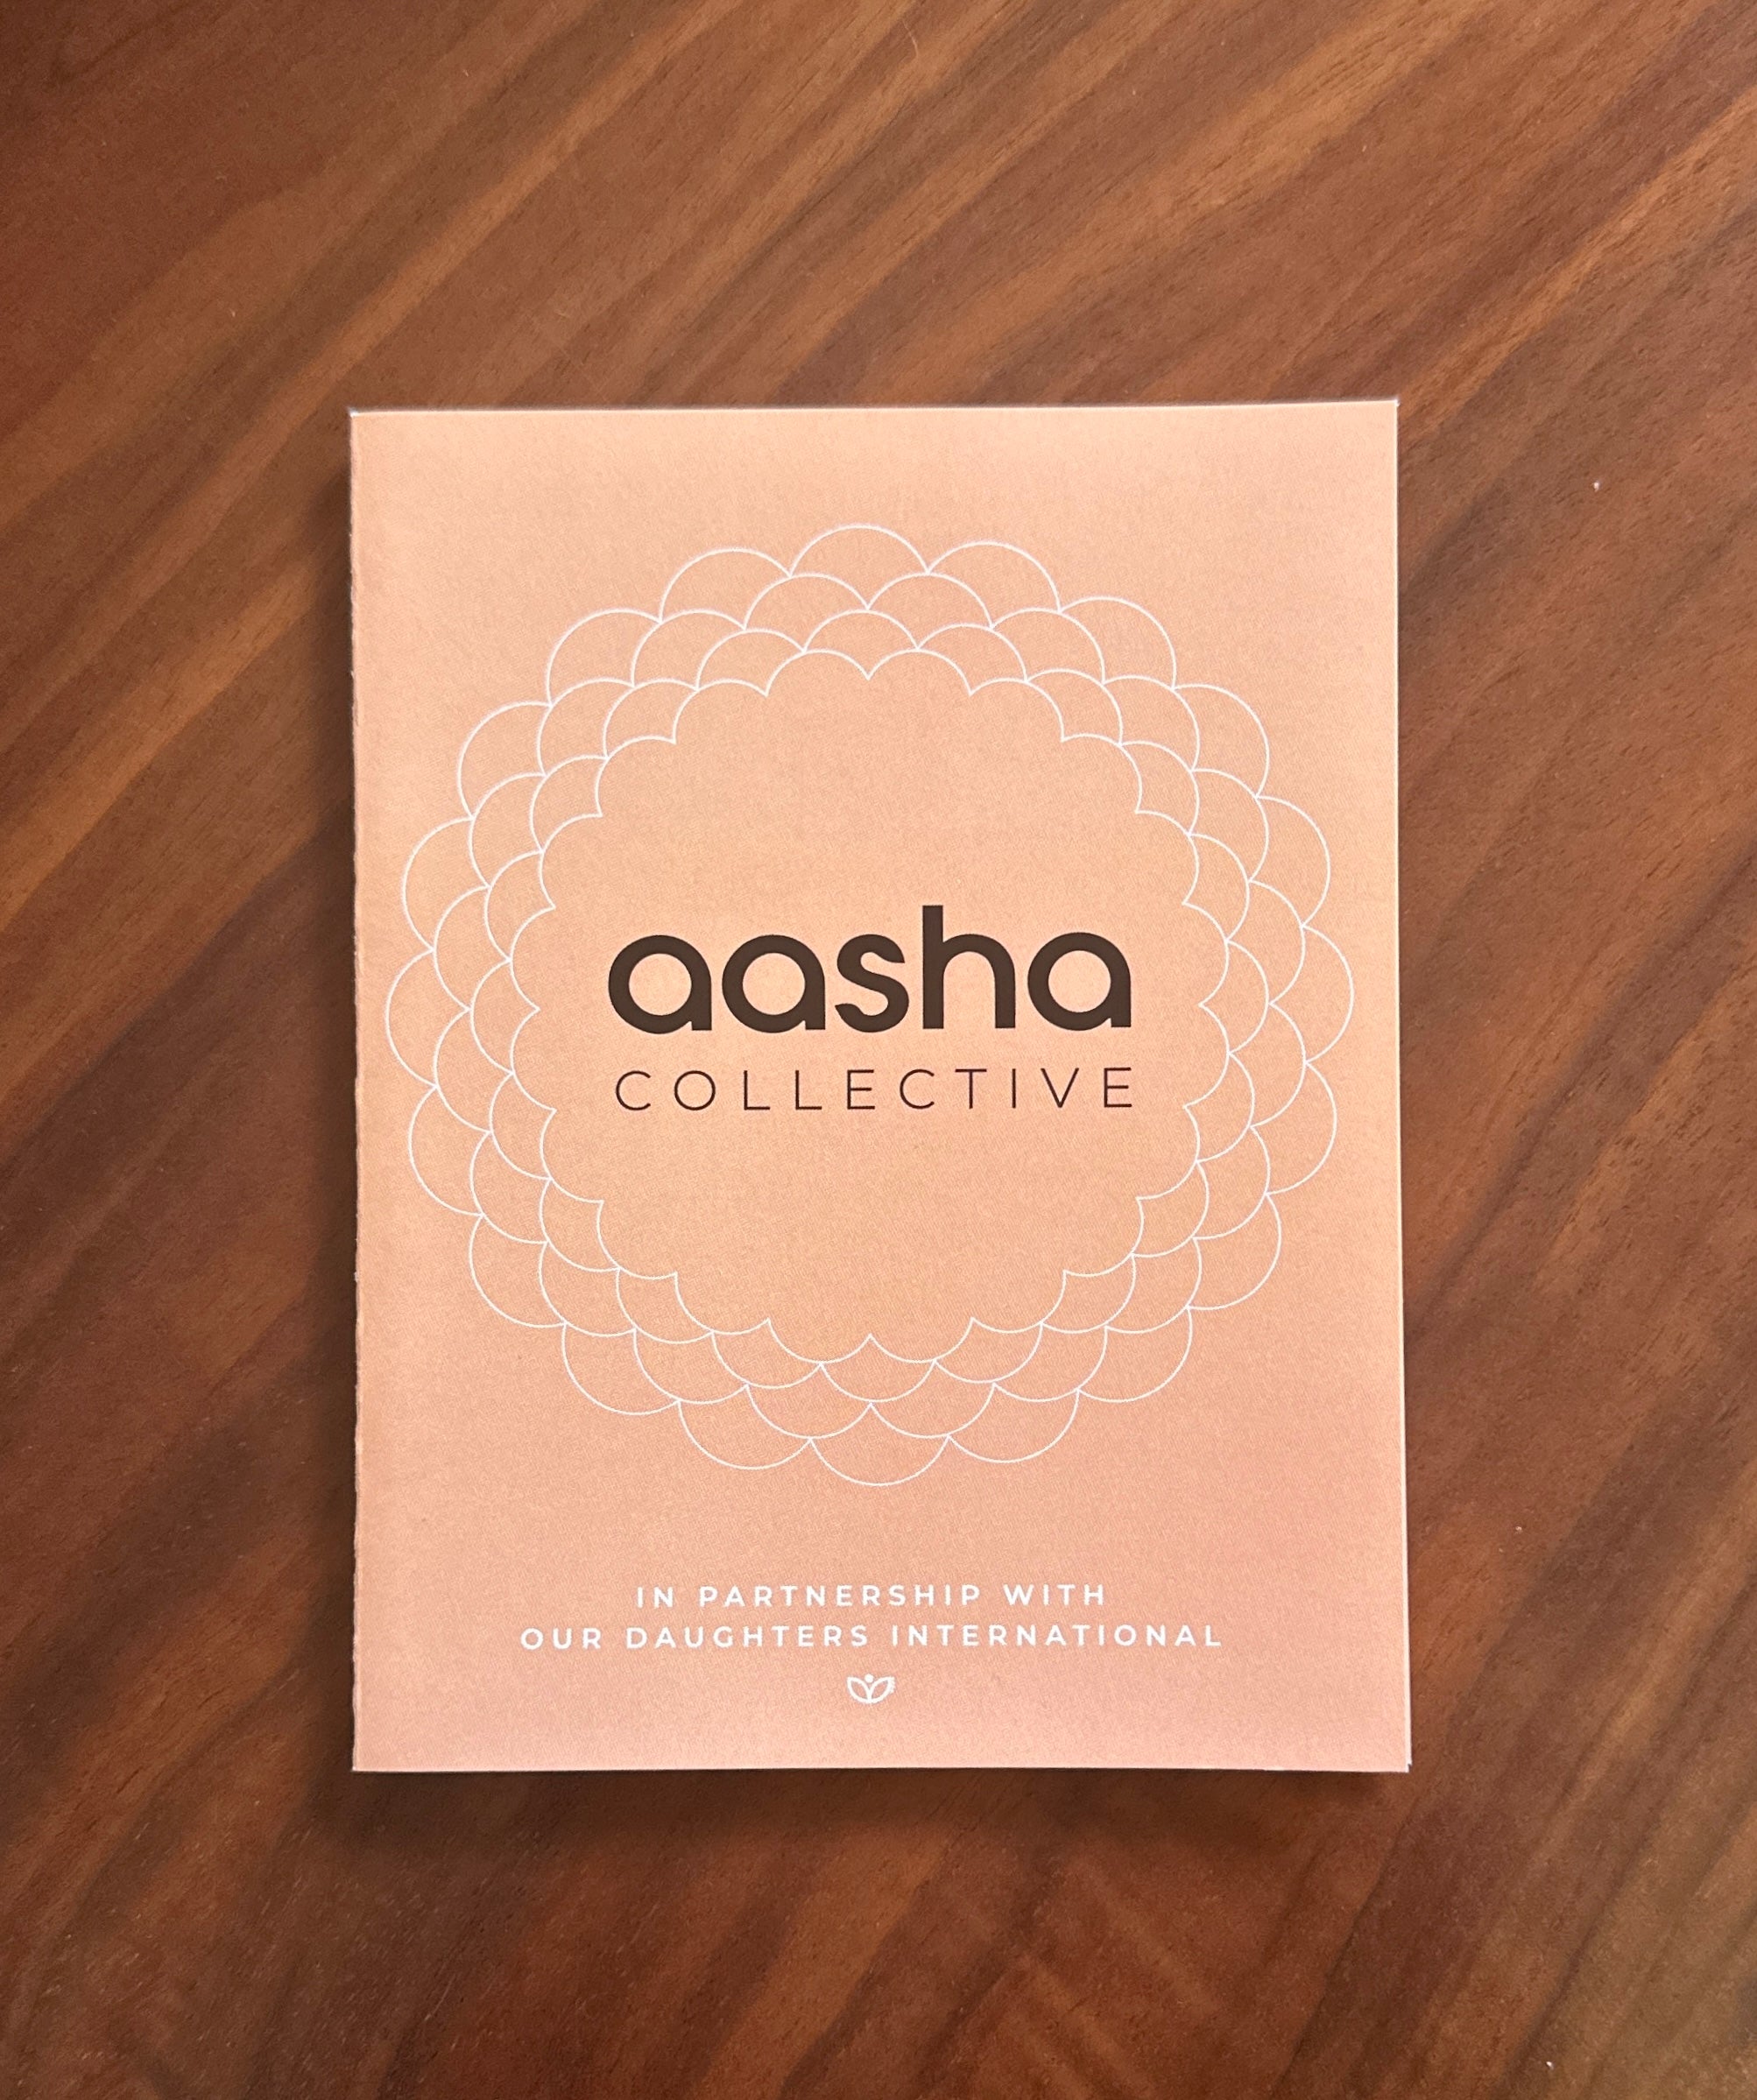 aasha
COLLECTIVE
IN PARTNERSHIP WITH
OUR DAUGHTERS INTERNATIONAL